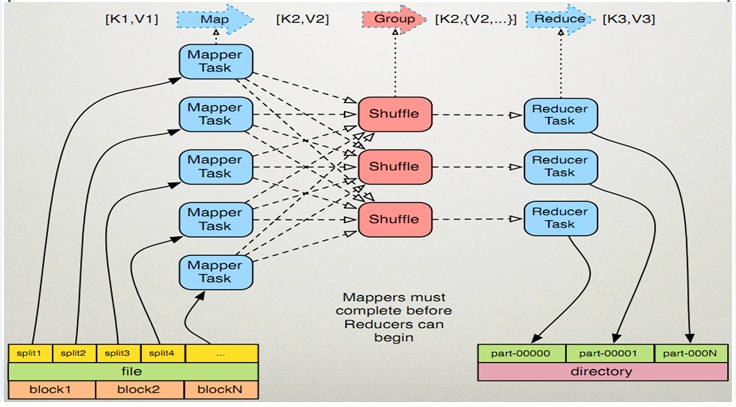 [K1,V1] Map [K2,V2] Group [K2,{V2,...}] Reduce [K3,V3]
Mapper
Task
Mapper
Task
Mapper
Task
Mapper
Task
Mapper
Task
Shuffle
Shuffle
Shuffle
Reducer
Task
Reducer
Task
Reducer
Task
Mappers must
complete before
Reducers can
begin
split1 split2 split3 split4 ...
file
block1 block2 blockN
part-00000 part-00001 part-000N
directory